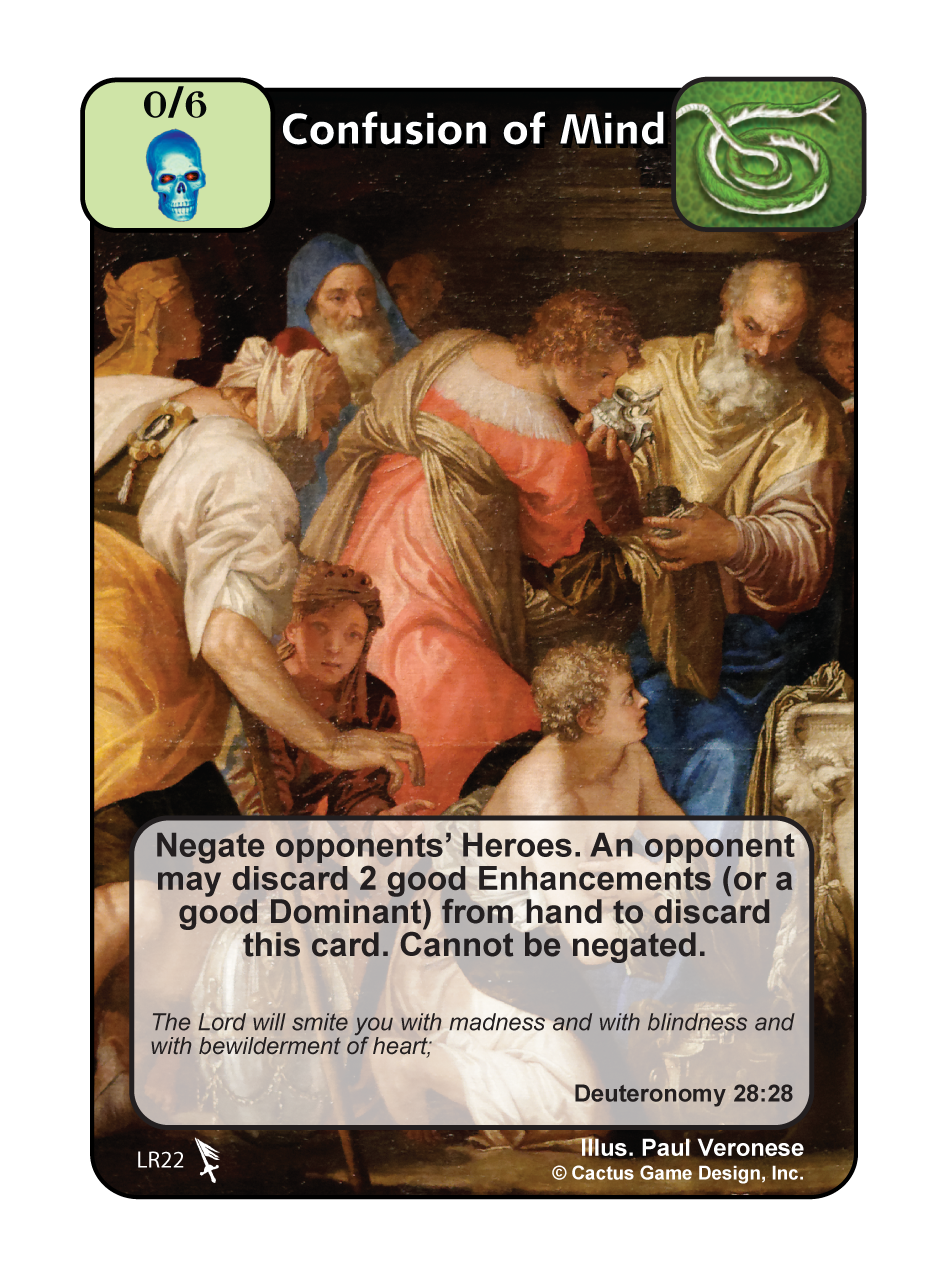 0/6
Confusion of Mind
Negate opponents' Heroes. An opponent
may discard 2 good Enhancements (or a
good Dominant) from hand to discard
this card. Cannot be negated.
The Lord will smite you with madness and with blindness and
with bewilderment of heart;
Deuteronomy 28:28
LR22
Illus. Paul Veronese
© Cactus Game Design, Inc.